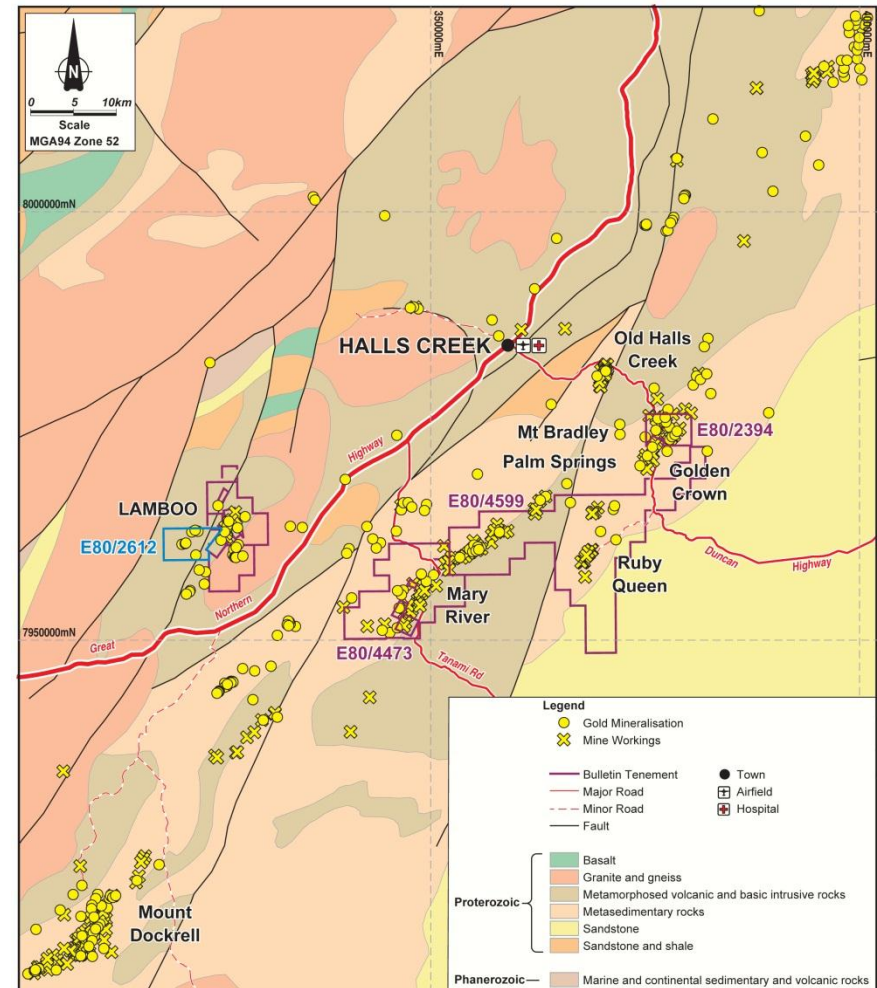 N
0 5 10km
Scale
MGA94 Zone 52
350000mE
400000mE
8000000mN
HALLS CREEK
Old Halls
Creek
Mt Bradley
Palm Springs
E80/2394
Golden
Crown
Highway
LAMBOO
E80/4599
E80/2612
Ruby
Queen
Duncan
Highway
Mary
River
Northern
Great
7950000mN
E80/4473
Tanami Rd
Mount
Dockrell
Legend
Gold Mineralisation
Mine Workings
Bulletin Tenement
Major Road
Minor Road
Fault
Town
Airfield
Hospital
Proterozoic
Basalt
Granite and gneiss
Metamorphosed volcanic and basic intrusive rocks
Metasedimentary rocks
Sandstone
Sandstone and shale
Phanerozoic
Marine and continental sedimentary and volcanic rocks